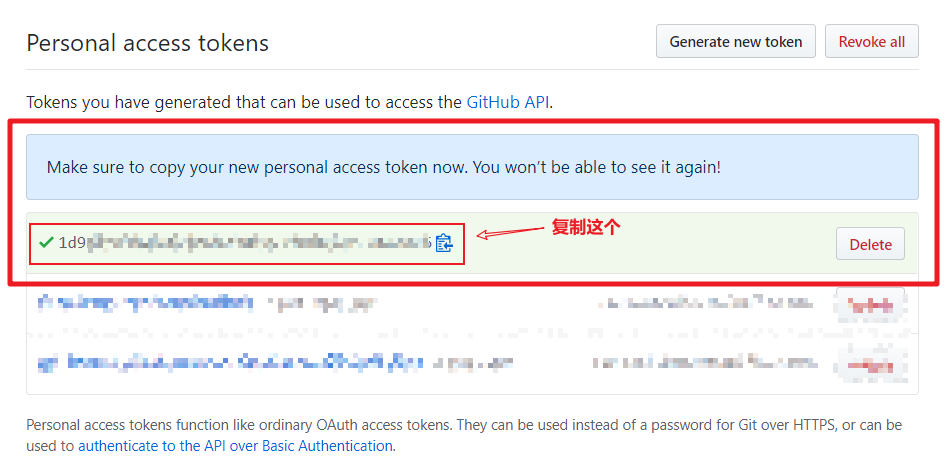 Personal access tokens
Generate new token
Revoke all
Tokens you have generated that can be used to access the GitHub API.
Make sure to copy your new personal access token now. You won't be able to see it again!
复制这个
Delete
Personal access tokens function like ordinary OAuth access tokens. They can be used instead of a password for Git over HTTPS, or can be
used to authenticate to the API over Basic Authentication.